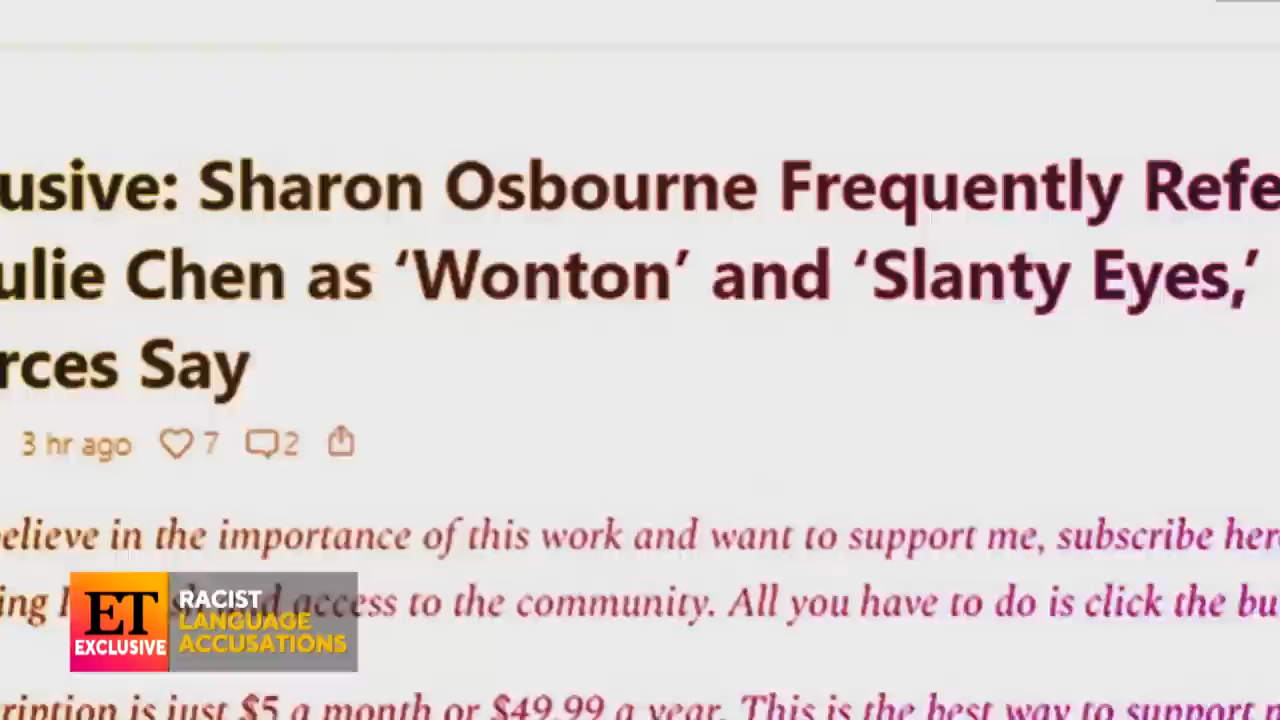 usive: Sharon Osbourne Frequently Refe
ulie Chen as ‘Wonton’ and ‘Slanty Eyes,’
rces Say
3 hr ago 7 2
elieve in the importance of this work and want to support me, subscribe her
ing access to the community. All you have to do is click the bu
ET
EXCLUSIVE
RACIST
LANGUAGE
ACCUSATIONS
ription is just $5 a month or $49.99 a year. This is the best way to support